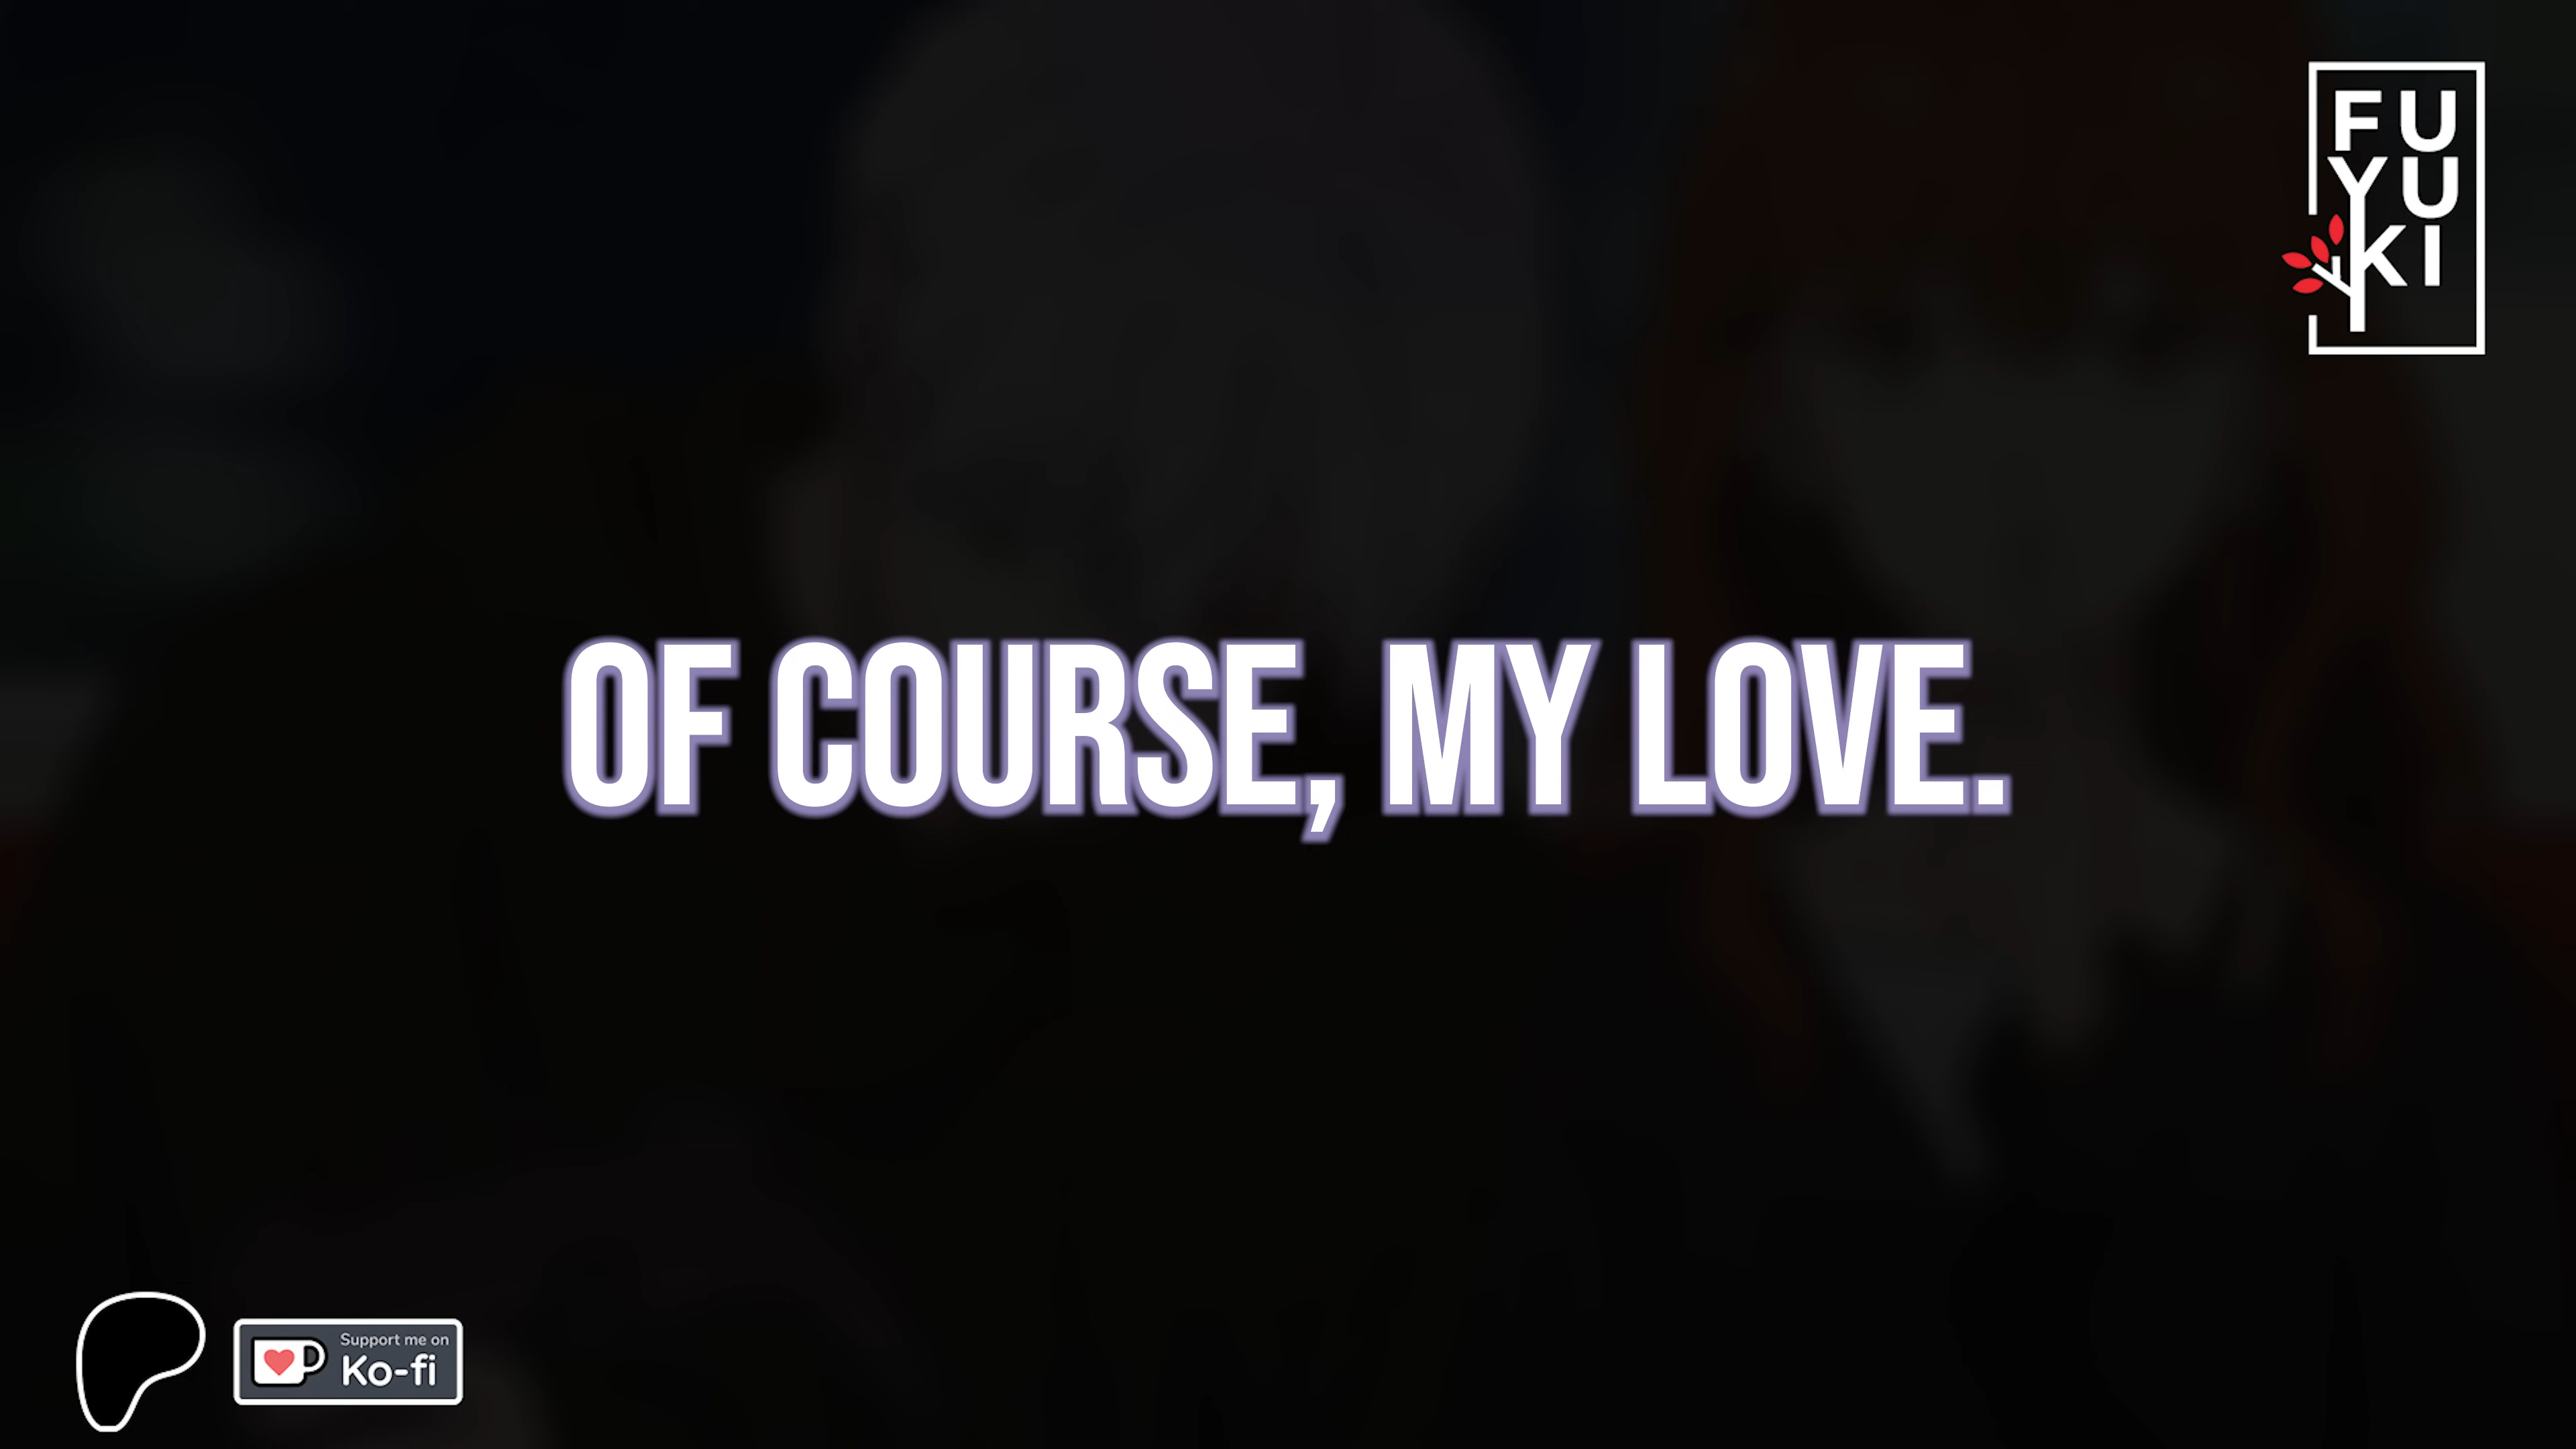 FU
YU
KI
OF COURSE, MY LOVE.
Support me on
Ko-fi